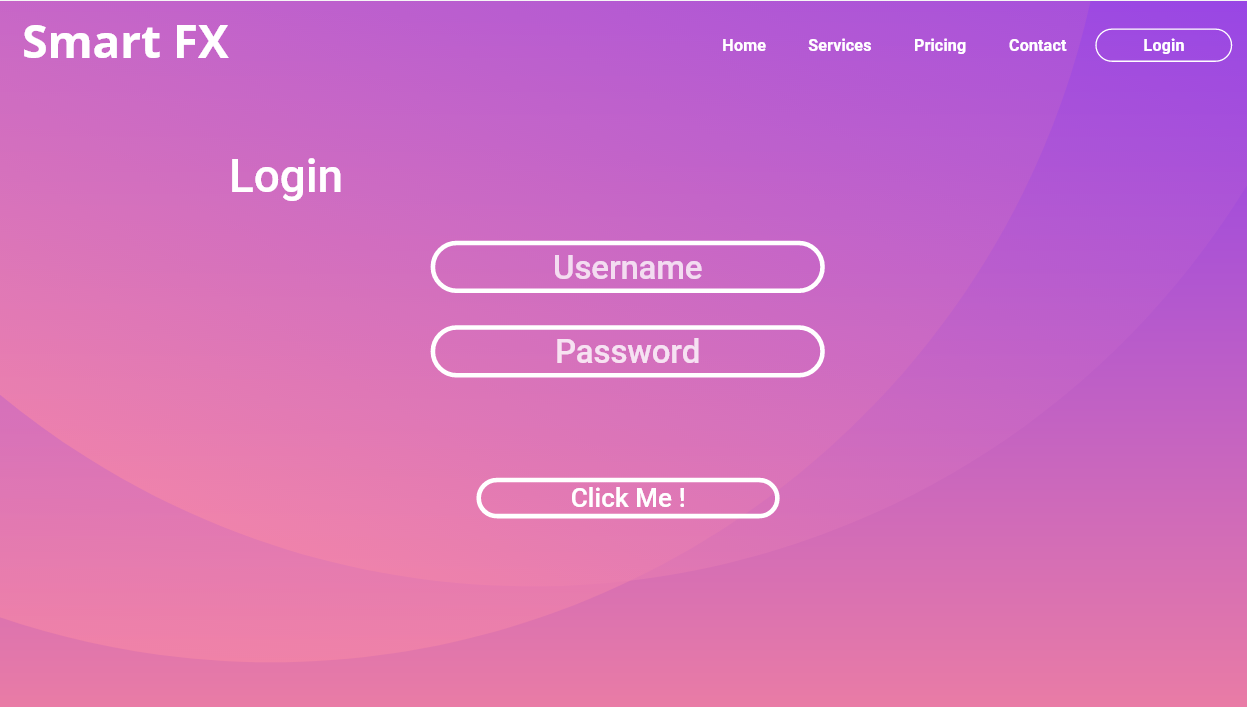 Smart FX
Home Services Pricing Contact Login
Login
Username
Password
Click Me !